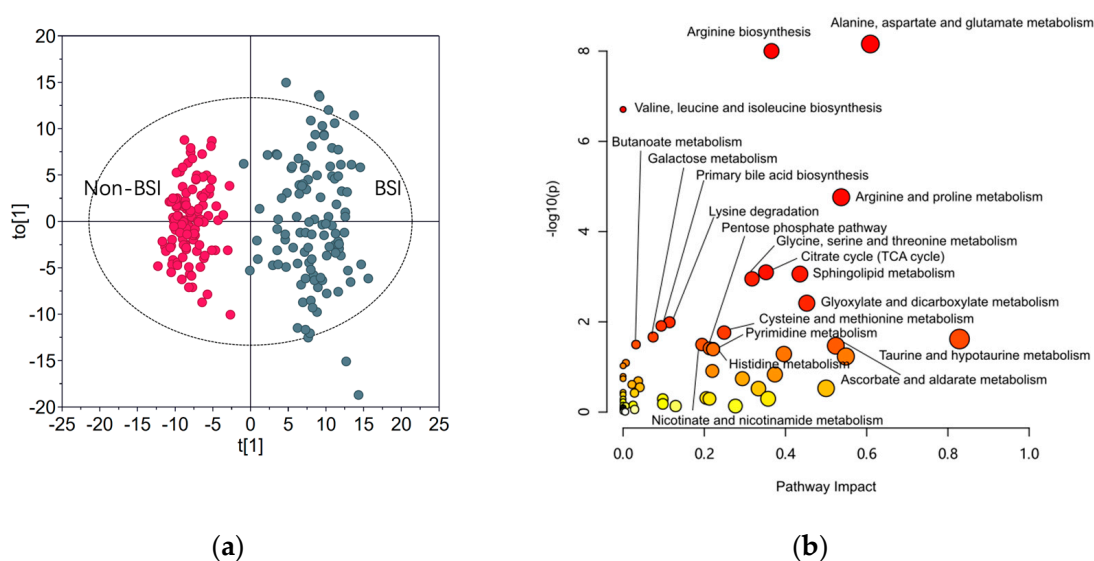 20
15
10
5
0
-5
-10
-15
-20
to[1]
Non-BSI
BSI
-25
-20
-15
-10
-5
0
5
10
15
20
25
t[1]
(a)
8
6
4
2
0
-log10(p)
Arginine biosynthesis
Alanine, aspartate and glutamate metabolism
Valine, leucine and isoleucine biosynthesis
Butanoate metabolism
Galactose metabolism
Primary bile acid biosynthesis
Arginine and proline metabolism
Lysine degradation
Pentose phosphate pathway
Glycine, serine and threonine metabolism
Citrate cycle (TCA cycle)
Sphingolipid metabolism
Glyoxylate and dicarboxylate metabolism
Cysteine and methionine metabolism
Pyrimidine metabolism
Taurine and hypotaurine metabolism
Histidine metabolism
Ascorbate and aldarate metabolism
Nicotinate and nicotinamide metabolism
0.0
0.2
0.4
0.6
0.8
1.0
Pathway Impact
(b)